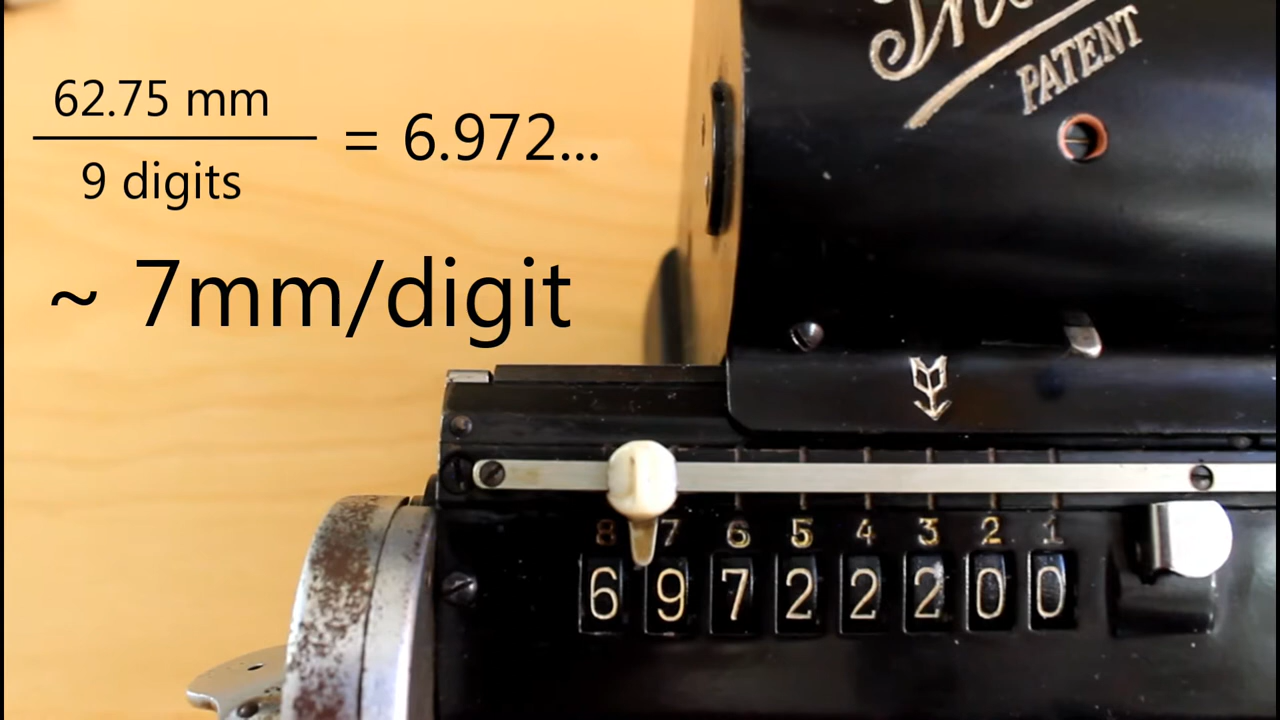 62.75 mm
9 digits
= 6.972...
~ 7mm/digit
PATENT
8 7 6 5 4 3 2 1
6 9 7 2 2 2 0 0